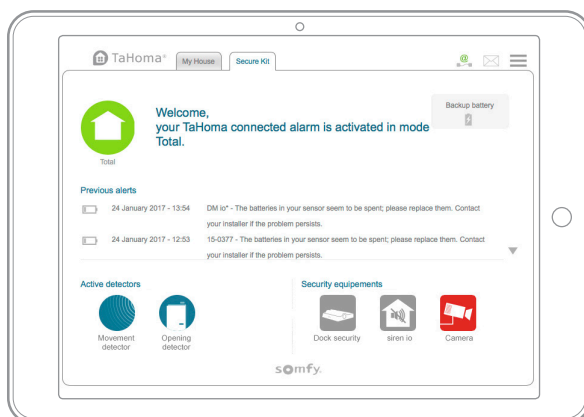 TaHoma®
My House
Secure Kit
@
Backup battery
Welcome,
your TaHoma connected alarm is activated in mode
Total.
Total
Previous alerts
24 January 2017 - 13:54
DM io* - The batteries in your sensor seem to be spent; please replace them. Contact
your installer if the problem persists.
24 January 2017 - 12:53
15-0377 - The batteries in your sensor seem to be spent; please replace them. Contact
your installer if the problem persists.
Active detectors
Movement
detector
Opening
detector
Security equipements
Dock security
siren io
Camera
somfy.